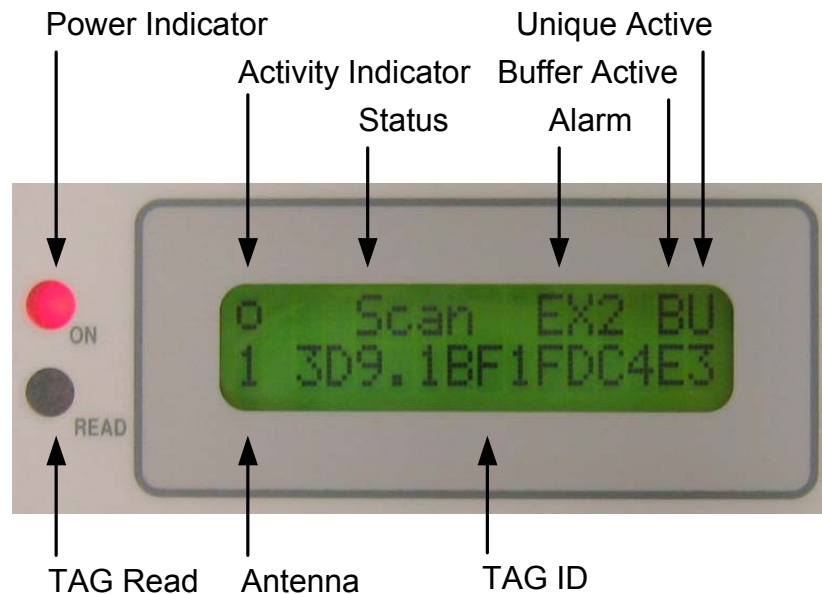 Power Indicator
Unique Active
Activity Indicator
Buffer Active
Status
Alarm
ON
o Scan EX2 BU
1 3D9.1BF1FDC4E3
READ
TAG Read
Antenna
TAG ID